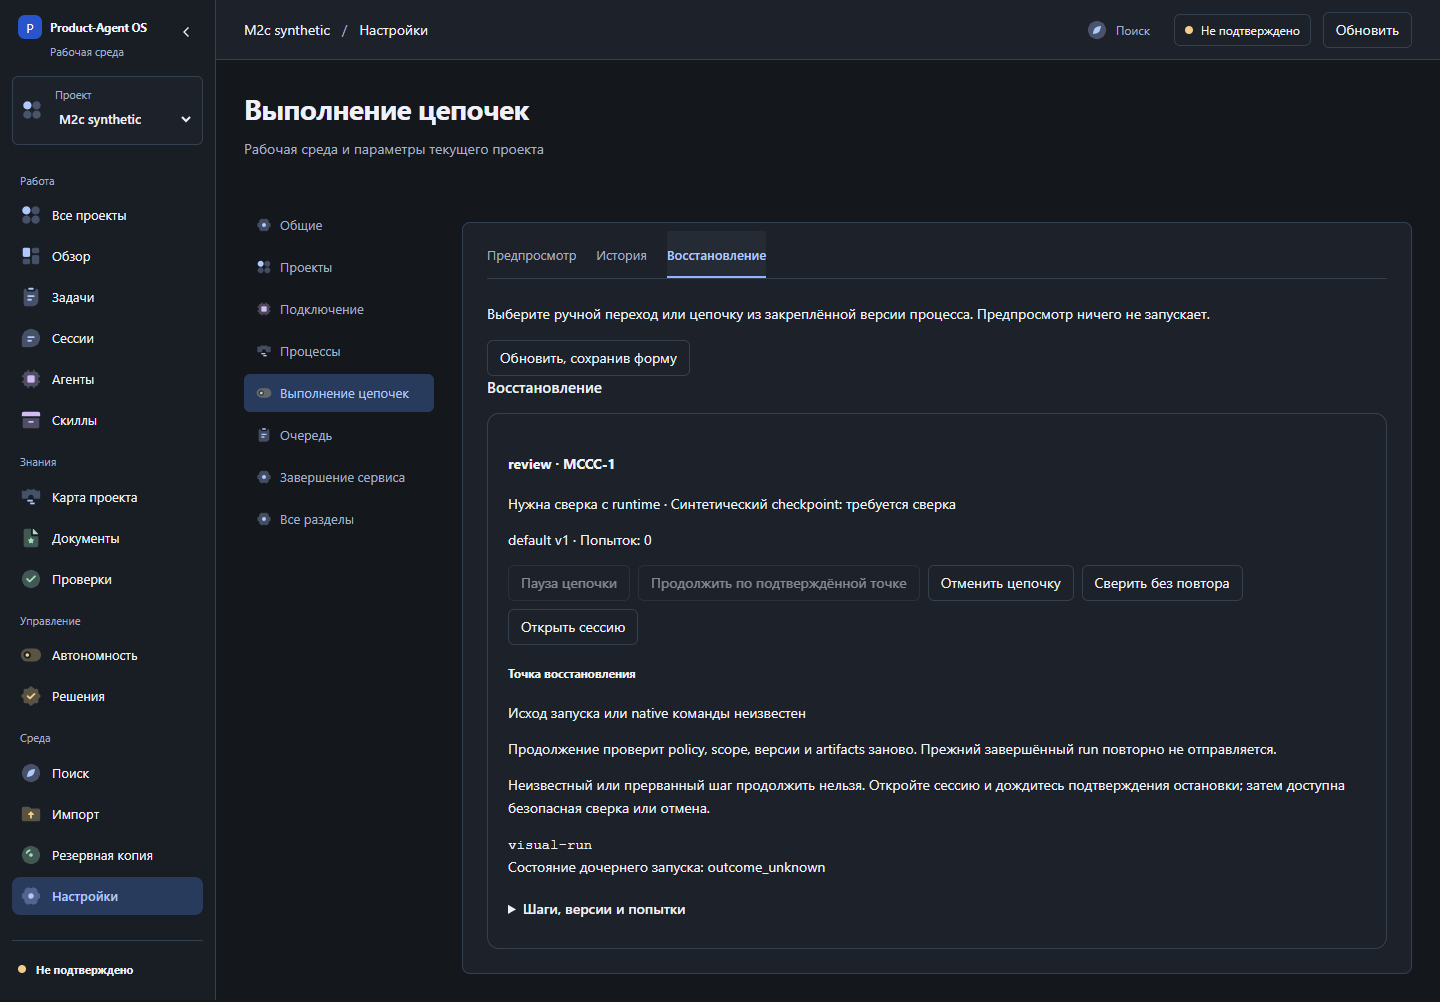 P
Product-Agent OS
Рабочая среда
Проект
M2c synthetic
Работа
Все проекты
Обзор
Задачи
Сессии
Агенты
Скиллы
Знания
Карта проекта
Документы
Проверки
Управление
Автономность
Решения
Среда
Поиск
Импорт
Резервная копия
Настройки
Не подтверждено
M2c synthetic / Настройки
Поиск
Не подтверждено
Обновить
Выполнение цепочек
Рабочая среда и параметры текущего проекта
Общие
Проекты
Подключение
Процессы
Выполнение цепочек
Очередь
Завершение сервиса
Все разделы
Предпросмотр История Восстановление
Выберите ручной переход или цепочку из закреплённой версии процесса. Предпросмотр ничего не запускает.
Обновить, сохранив форму
Восстановление
review · MCCC-1
Нужна сверка с runtime · Синтетический checkpoint: требуется сверка
default v1 · Попыток: 0
Пауза цепочки Продолжить по подтверждённой точке Отменить цепочку Сверить без повтора
Открыть сессию
Точка восстановления
Исход запуска или native команды неизвестен
Продолжение проверит policy, scope, версии и artifacts заново. Прежний завершённый run повторно не отправляется.
Неизвестный или прерванный шаг продолжить нельзя. Откройте сессию и дождитесь подтверждения остановки; затем доступна
безопасная сверка или отмена.
visual-run
Состояние дочернего запуска: outcome_unknown
Шаги, версии и попытки